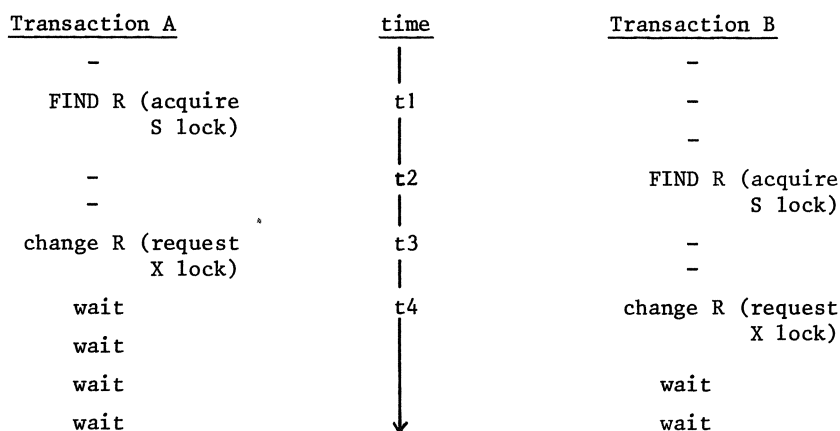 Transaction A time Transaction B
- -
FIND R (acquire t1 -
S lock)
-
- t2 FIND R (acquire
- S lock)
change R (request t3 -
X lock) -
wait t4 change R (request
wait X lock)
wait wait
wait wait